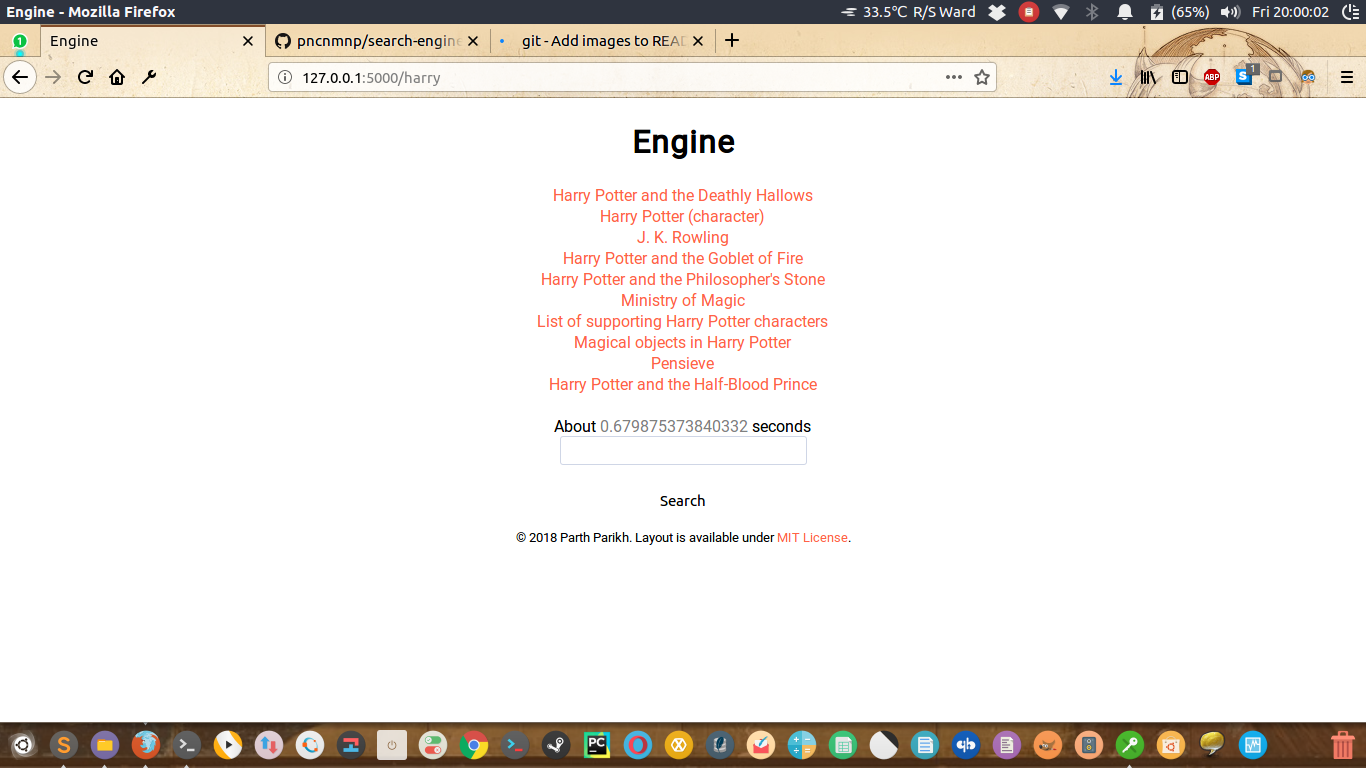 Engine - Mozilla Firefox
33.5°C R/S Ward (65%) Fri 20:00:02
1 Engine pncnmnp/search-engine git - Add images to READ
127.0.0.1:5000/harry ABP S 1
Engine
Harry Potter and the Deathly Hallows
Harry Potter (character)
J. K. Rowling
Harry Potter and the Goblet of Fire
Harry Potter and the Philosopher's Stone
Ministry of Magic
List of supporting Harry Potter characters
Magical objects in Harry Potter
Pensieve
Harry Potter and the Half-Blood Prince
About 0.679875373840332 seconds
Search
© 2018 Parth Parikh. Layout is available under MIT License.
S PC X qb